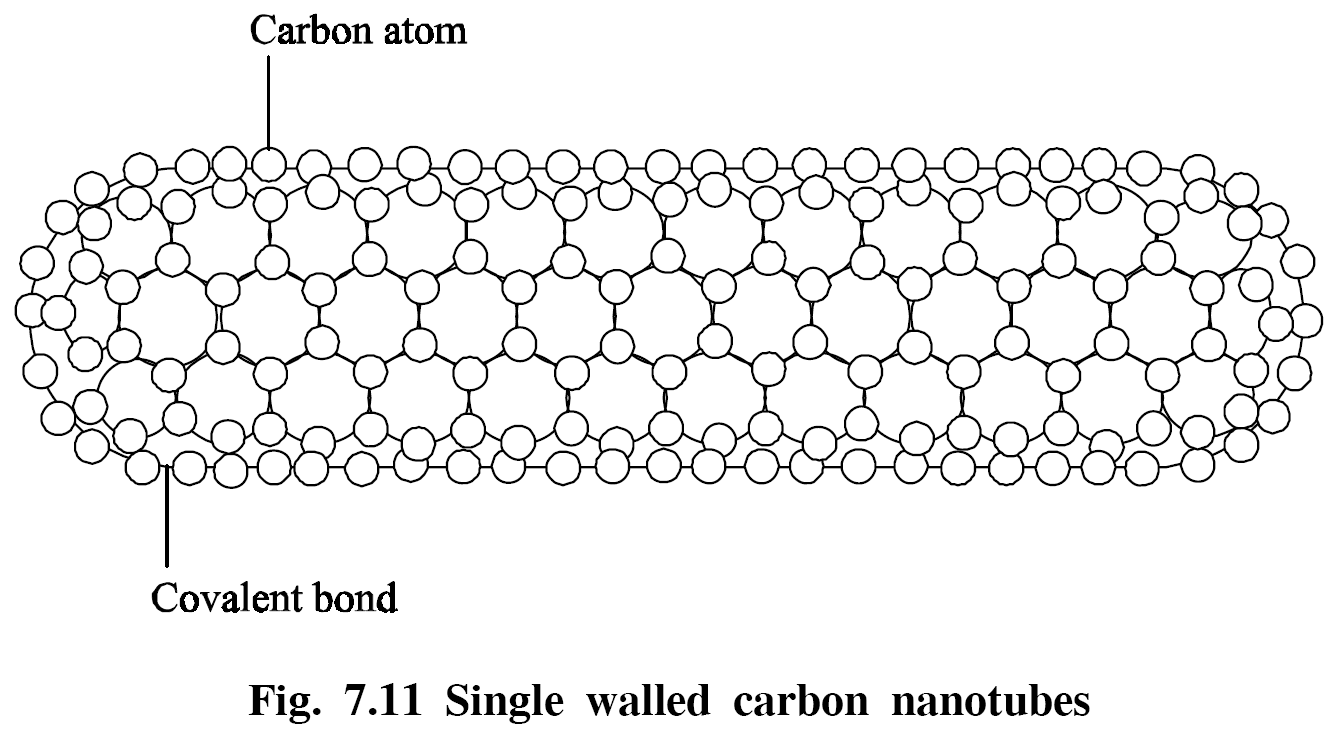 Carbon atom
Covalent bond
Fig. 7.11 Single walled carbon nanotubes